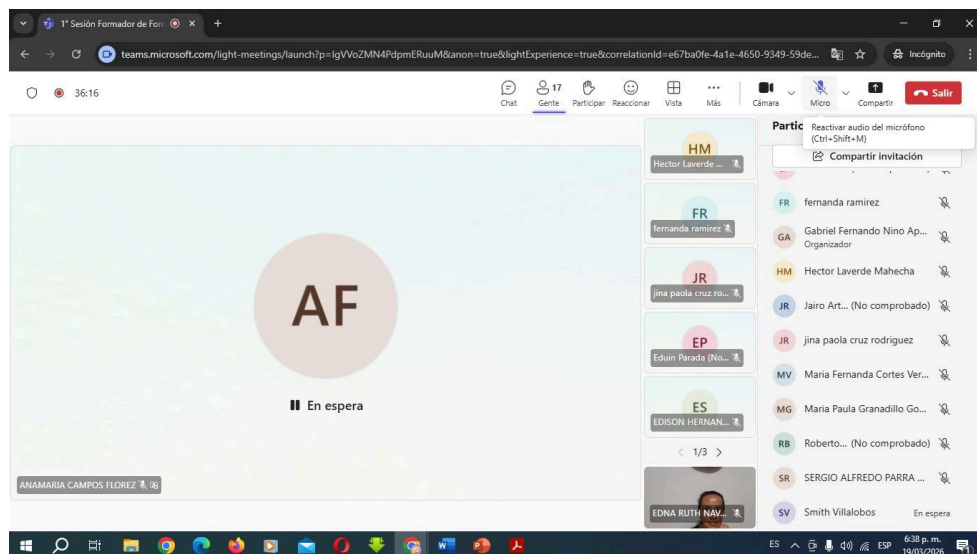 1° Sesión Formador de For
teams.microsoft.com/light-meetings/launch?p=IgVVoZMN4PdpmERuuM&anon=true&lightExperience=true&correlationId=e67ba0fe-4a1e-4650-9349-59de...
Incógnito
36:16
Chat
17
Gente
Participar
Reaccionar
Vista
Más
Cámara
Micro
Compartir
Salir
Partic
Reactivar audio del micrófono
(Ctrl+Shift+M)
Compartir invitación
AF
En espera
ANAMARIA CAMPOS FLOREZ
HM
Hector Laverde ...
FR
fernanda ramirez
JR
jina paola cruz ro...
EP
Eduin Parada (No...
ES
EDISON HERNAN...
1/3
EDNA RUTH NAV...
FR fernanda ramirez
GA Gabriel Fernando Nino Ap...
Organizador
HM Hector Laverde Mahecha
JR Jairo Art... (No comprobado)
JR jina paola cruz rodriguez
MV Maria Fernanda Cortes Ver...
MG Maria Paula Granadillo Go...
RB Roberto... (No comprobado)
SR SERGIO ALFREDO PARRA ...
SV Smith Villalobos En espera
ES
ESP
6:38 p. m.
19/03/2026